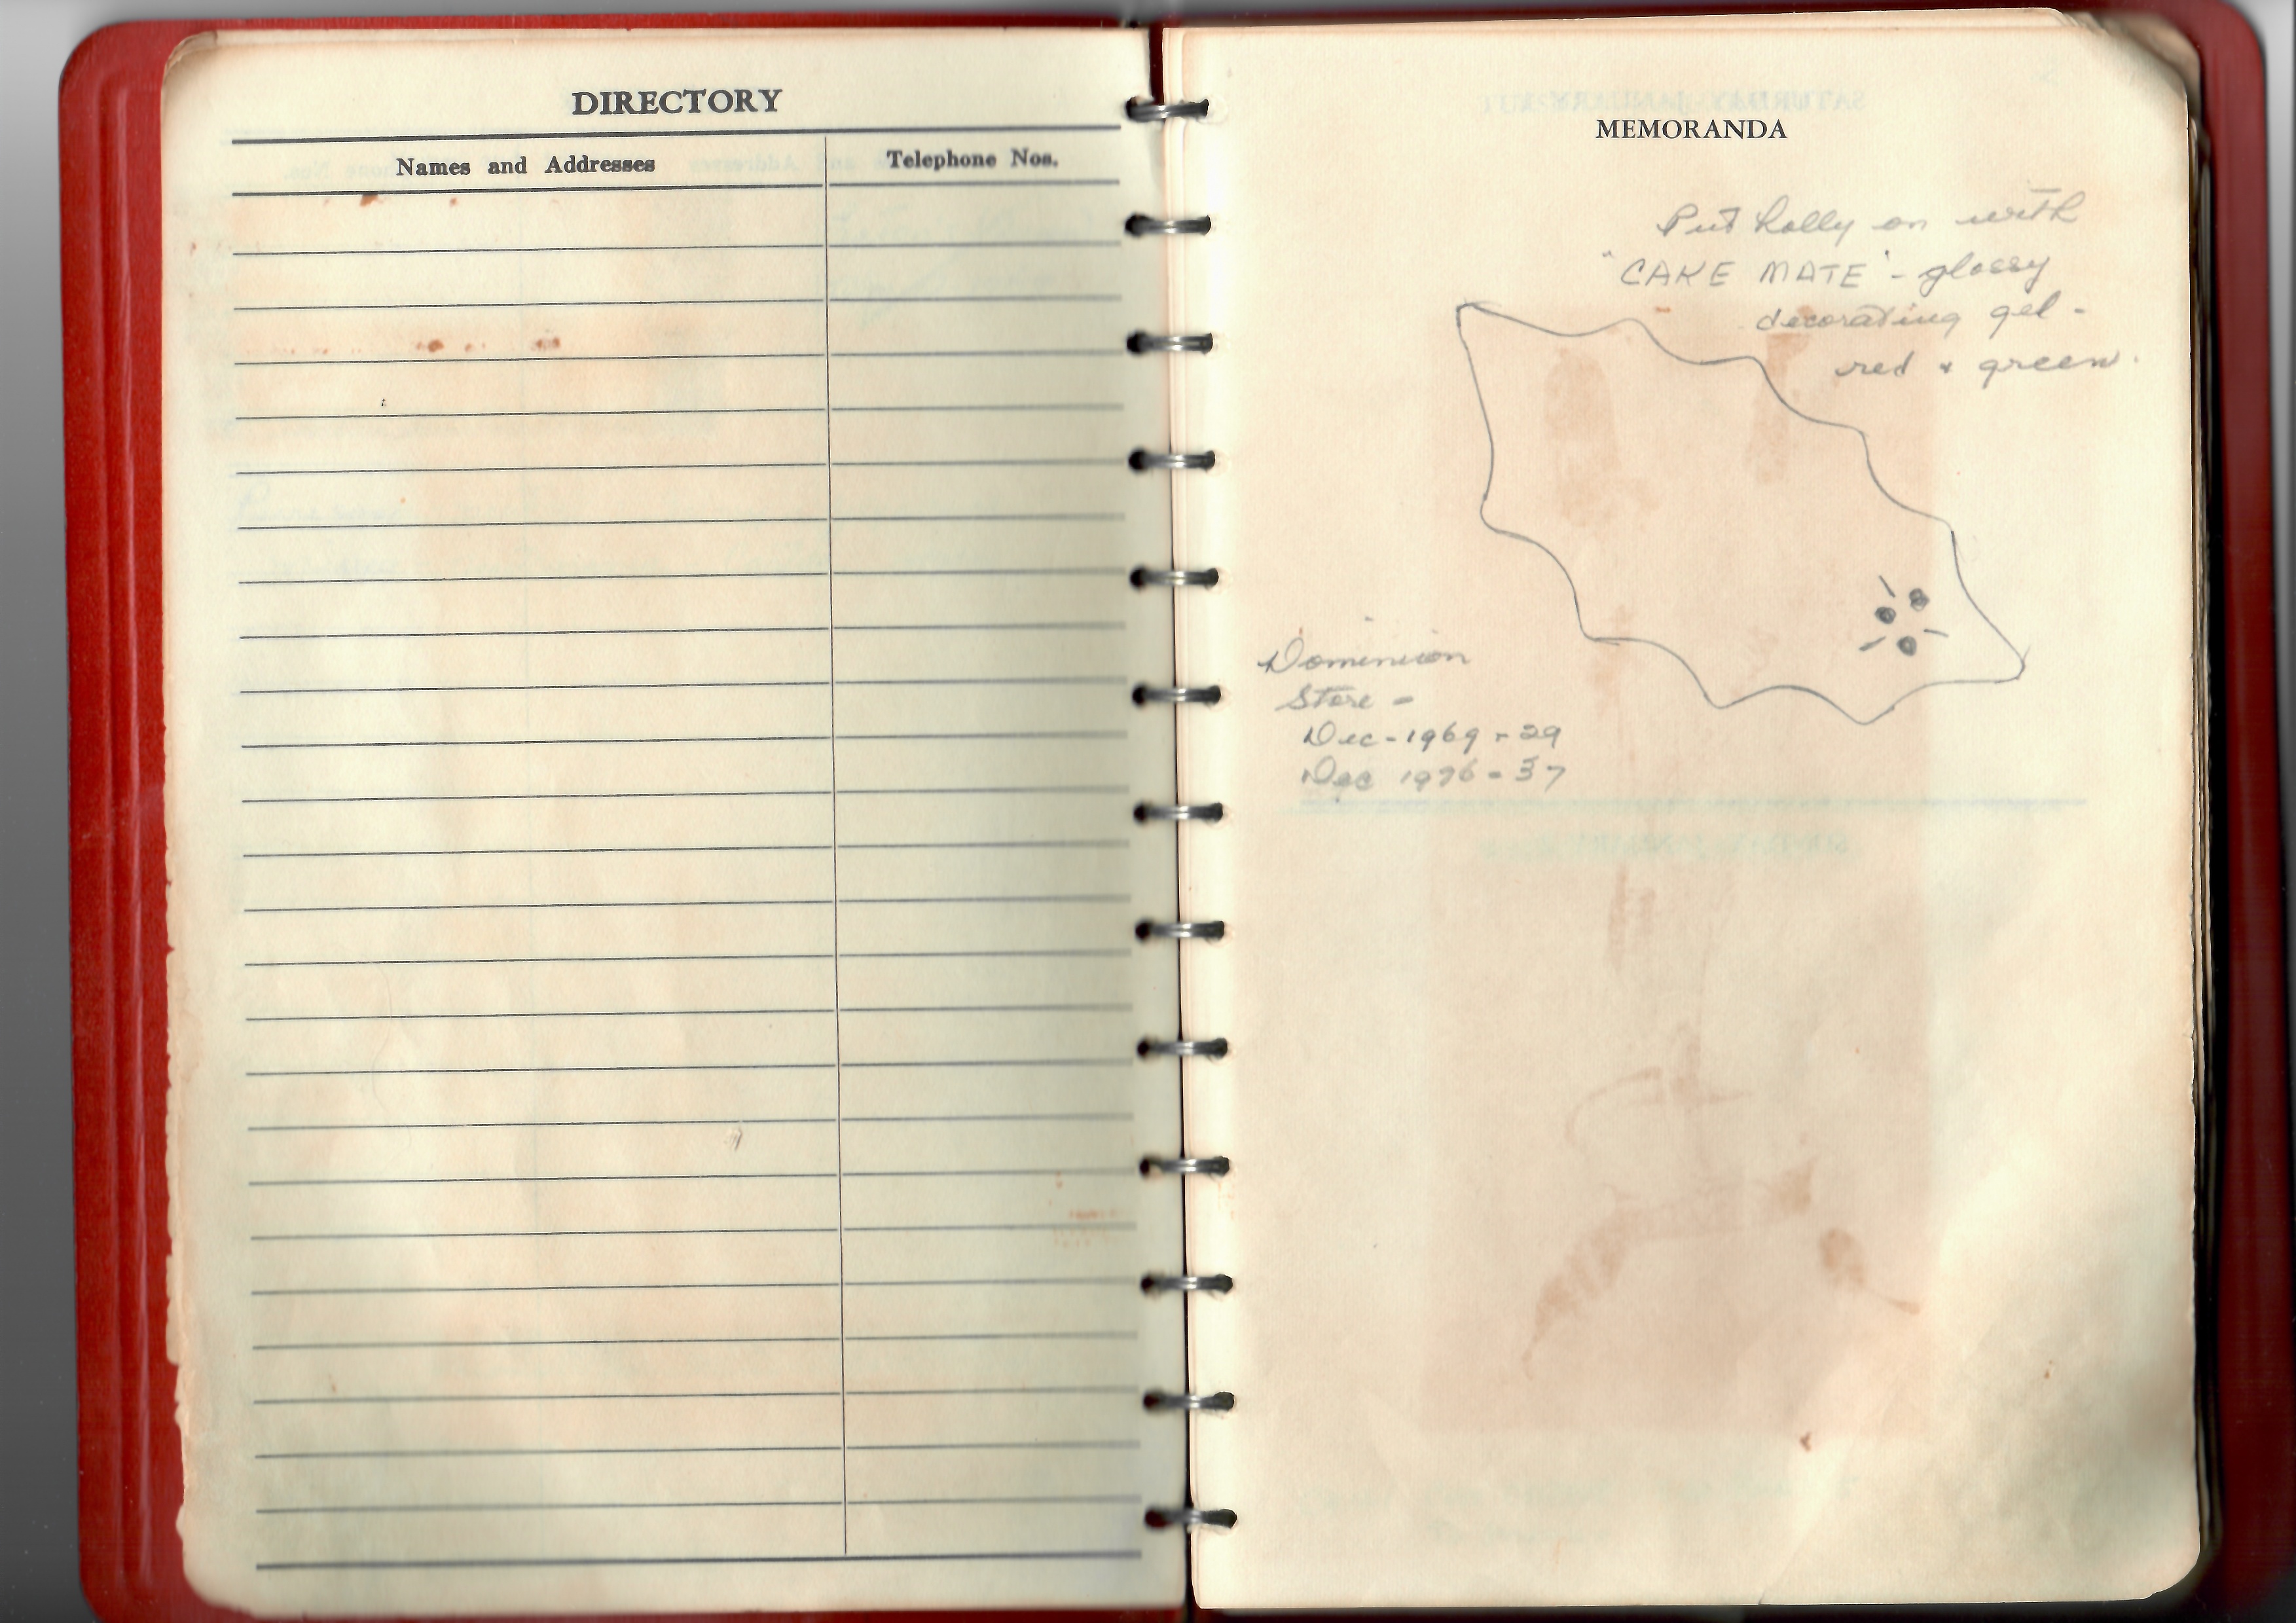 DIRECTORY
Names and Addresses
Telephone Nos.
MEMORANDA
Put holly on with
"CAKE MATE" - glossy
decorating gel -
red & green.
Dominion
Store -
Dec - 1969 - 29
Dec 1976 - 37